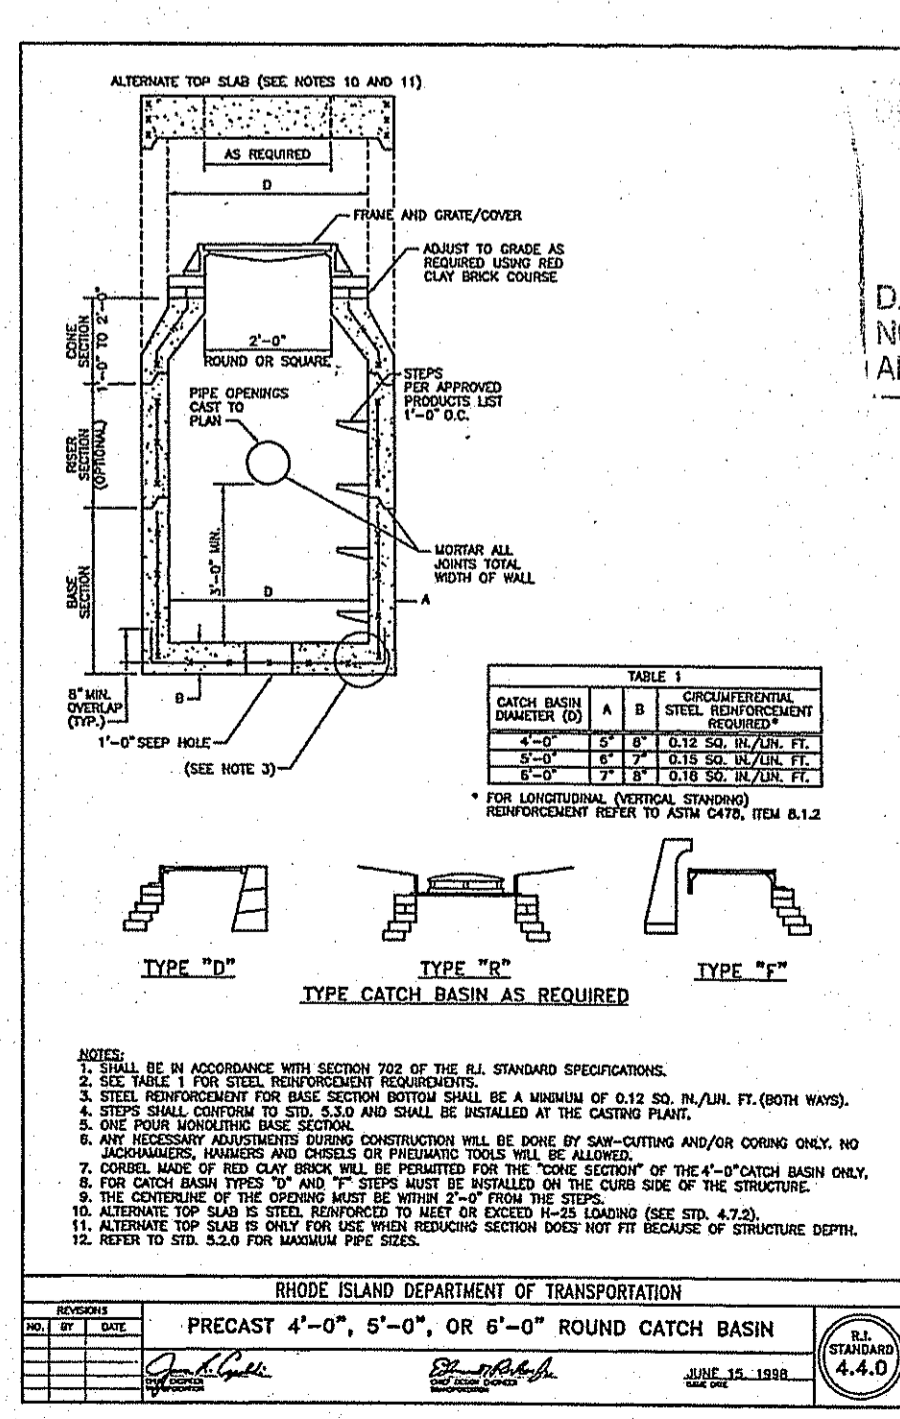 ALTERNATE TOP SLAB (SEE NOTES 10 AND 11)
AS REQUIRED
D
FRAME AND GRATE/COVER
ADJUST TO GRADE AS
REQUIRED USING RED
CLAY BRICK COURSE
CONE
SECTION
1'-0" TO 2'-0"
2'-0"
ROUND OR SQUARE
STEPS
PER APPROVED
PRODUCTS LIST
1'-0" O.C.
PIPE OPENINGS
CAST TO
PLAN
RISER
SECTION
(OPTIONAL)
3'-0" MIN.
MORTAR ALL
JOINTS TOTAL
WIDTH OF WALL
BASE
SECTION
D
A
8" MIN.
OVERLAP
(TYP.)
B
1'-0" SEEP HOLE
(SEE NOTE 3)
TABLE 1
CATCH BASIN DIAMETER (D) A B CIRCUMFERENTIAL STEEL REINFORCEMENT REQUIRED*
4'-0" 5" 8" 0.12 SQ. IN./LIN. FT.
5'-0" 6" 7" 0.15 SQ. IN./LIN. FT.
6'-0" 7" 8" 0.18 SQ. IN./LIN. FT.
* FOR LONGITUDINAL (VERTICAL STANDING)
REINFORCEMENT REFER TO ASTM C478, ITEM 8.1.2
TYPE "D"
TYPE "R"
TYPE "F"
TYPE CATCH BASIN AS REQUIRED
NOTES:
1. SHALL BE IN ACCORDANCE WITH SECTION 702 OF THE R.I. STANDARD SPECIFICATIONS.
2. SEE TABLE 1 FOR STEEL REINFORCEMENT REQUIREMENTS.
3. STEEL REINFORCEMENT FOR BASE SECTION BOTTOM SHALL BE A MINIMUM OF 0.12 SQ. IN./LIN. FT.(BOTH WAYS).
4. STEPS SHALL CONFORM TO STD. 5.3.0 AND SHALL BE INSTALLED AT THE CASTING PLANT.
5. ONE POUR MONOLITHIC BASE SECTION.
6. ANY NECESSARY ADJUSTMENTS DURING CONSTRUCTION WILL BE DONE BY SAW-CUTTING AND/OR CORING ONLY. NO
JACKHAMMERS, HAMMERS AND CHISELS OR PNEUMATIC TOOLS WILL BE ALLOWED.
7. CORBEL MADE OF RED CLAY BRICK WILL BE PERMITTED FOR THE "CONE SECTION" OF THE 4'-0" CATCH BASIN ONLY,
8. FOR CATCH BASIN TYPES "D" AND "F" STEPS MUST BE INSTALLED ON THE CURB SIDE OF THE STRUCTURE.
9. THE CENTERLINE OF THE OPENING MUST BE WITHIN 2'-0" FROM THE STEPS.
10. ALTERNATE TOP SLAB IS STEEL REINFORCED TO MEET OR EXCEED H-25 LOADING (SEE STD. 4.7.2).
11. ALTERNATE TOP SLAB IS ONLY FOR USE WHEN REDUCING SECTION DOES NOT FIT BECAUSE OF STRUCTURE DEPTH.
12. REFER TO STD. 5.2.0 FOR MAXIMUM PIPE SIZES.
RHODE ISLAND DEPARTMENT OF TRANSPORTATION
REVISIONS
NO. BY DATE
PRECAST 4'-0", 5'-0", OR 6'-0" ROUND CATCH BASIN
CHIEF ENGINEER
TRANSPORTATION
CHIEF DESIGN ENGINEER
TRANSPORTATION
JUNE 15, 1998
ISSUE DATE
R.I.
STANDARD
4.4.0